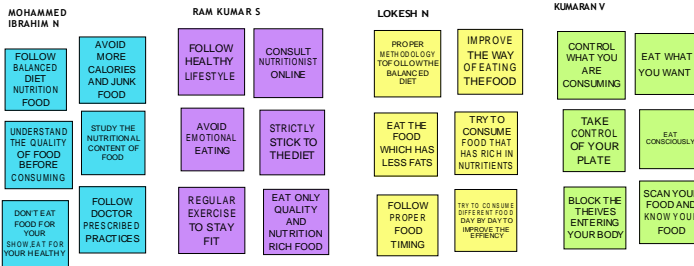 MOHAMMED
IBRAHIM N
FOLLOW
BALANCED
DIET
NUTRITION
FOOD
AVOID
MORE
CALORIES
AND JUNK
FOOD
UNDERSTAND
THE QUALITY
OF FOOD
BEFORE
CONSUMING
STUDY THE
NUTRITIONAL
CONTENT OF
FOOD
DON'T EAT
FOOD FOR
YOUR
SHOW,EAT FOR
YOUR HEALTHY
FOLLOW
DOCTOR
PRESCRIBED
PRACTICES
RAM KUMAR S
FOLLOW
HEALTHY
LIFESTYLE
CONSULT
NUTRITIONIST
ONLINE
AVOID
EMOTIONAL
EATING
STRICTLY
STICK TO
THE DIET
REGULAR
EXERCISE
TO STAY
FIT
EAT ONLY
QUALITY
AND
NUTRITION
RICH FOOD
LOKESH N
PROPER
METHODOLOGY
TOFOLLOWTHE
BALANCED
DIET
IMPROVE
THE WAY
OF EATING
THEFOOD
EAT THE
FOOD
WHICH HAS
LESS FATS
TRY TO
CONSUME
FOOD THAT
HAS RICH IN
NUTRITIENTS
FOLLOW
PROPER
FOOD
TIMING
TRY TO CONSUME
DIFFERENT FOOD
DAY BY DAY TO
IMPROVE THE
EFFIENCY
KUMARAN V
CONTROL
WHAT YOU
ARE
CONSUMING
EAT WHAT
YOU WANT
TAKE
CONTROL
OF YOUR
PLATE
EAT
CONSCIOUSLY
BLOCK THE
THEIVES
ENTERING
YOUR BODY
SCAN YOUR
FOOD AND
KNOW YOUR
FOOD